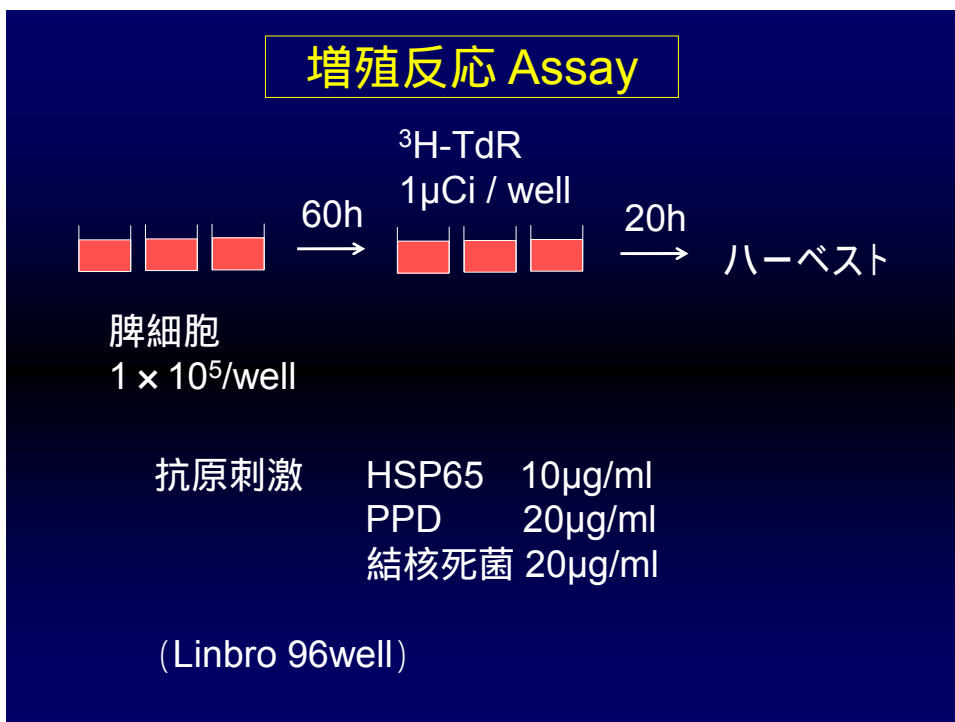 増殖反応 Assay
³H-TdR
1μCi / well
60h
20h
ハーベスト
脾細胞
1 × 10⁵/well
抗原刺激 HSP65 10μg/ml
PPD 20μg/ml
結核死菌 20μg/ml
（Linbro 96well）